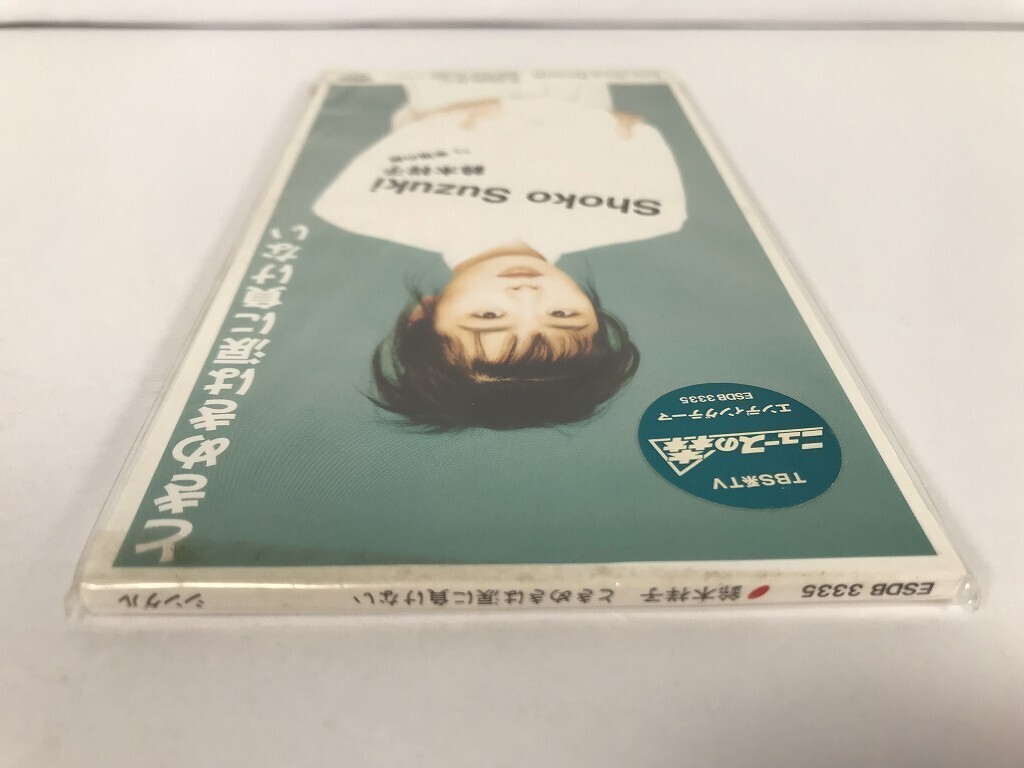 ときめきは涙に負けない
Shoko Suzuki
鈴木祥子
TBS系TV
ニュースの森
エンディングテーマ
ESDB 3335
ESDB 3335 ●鈴木祥子 ときめきは涙に負けない シングル